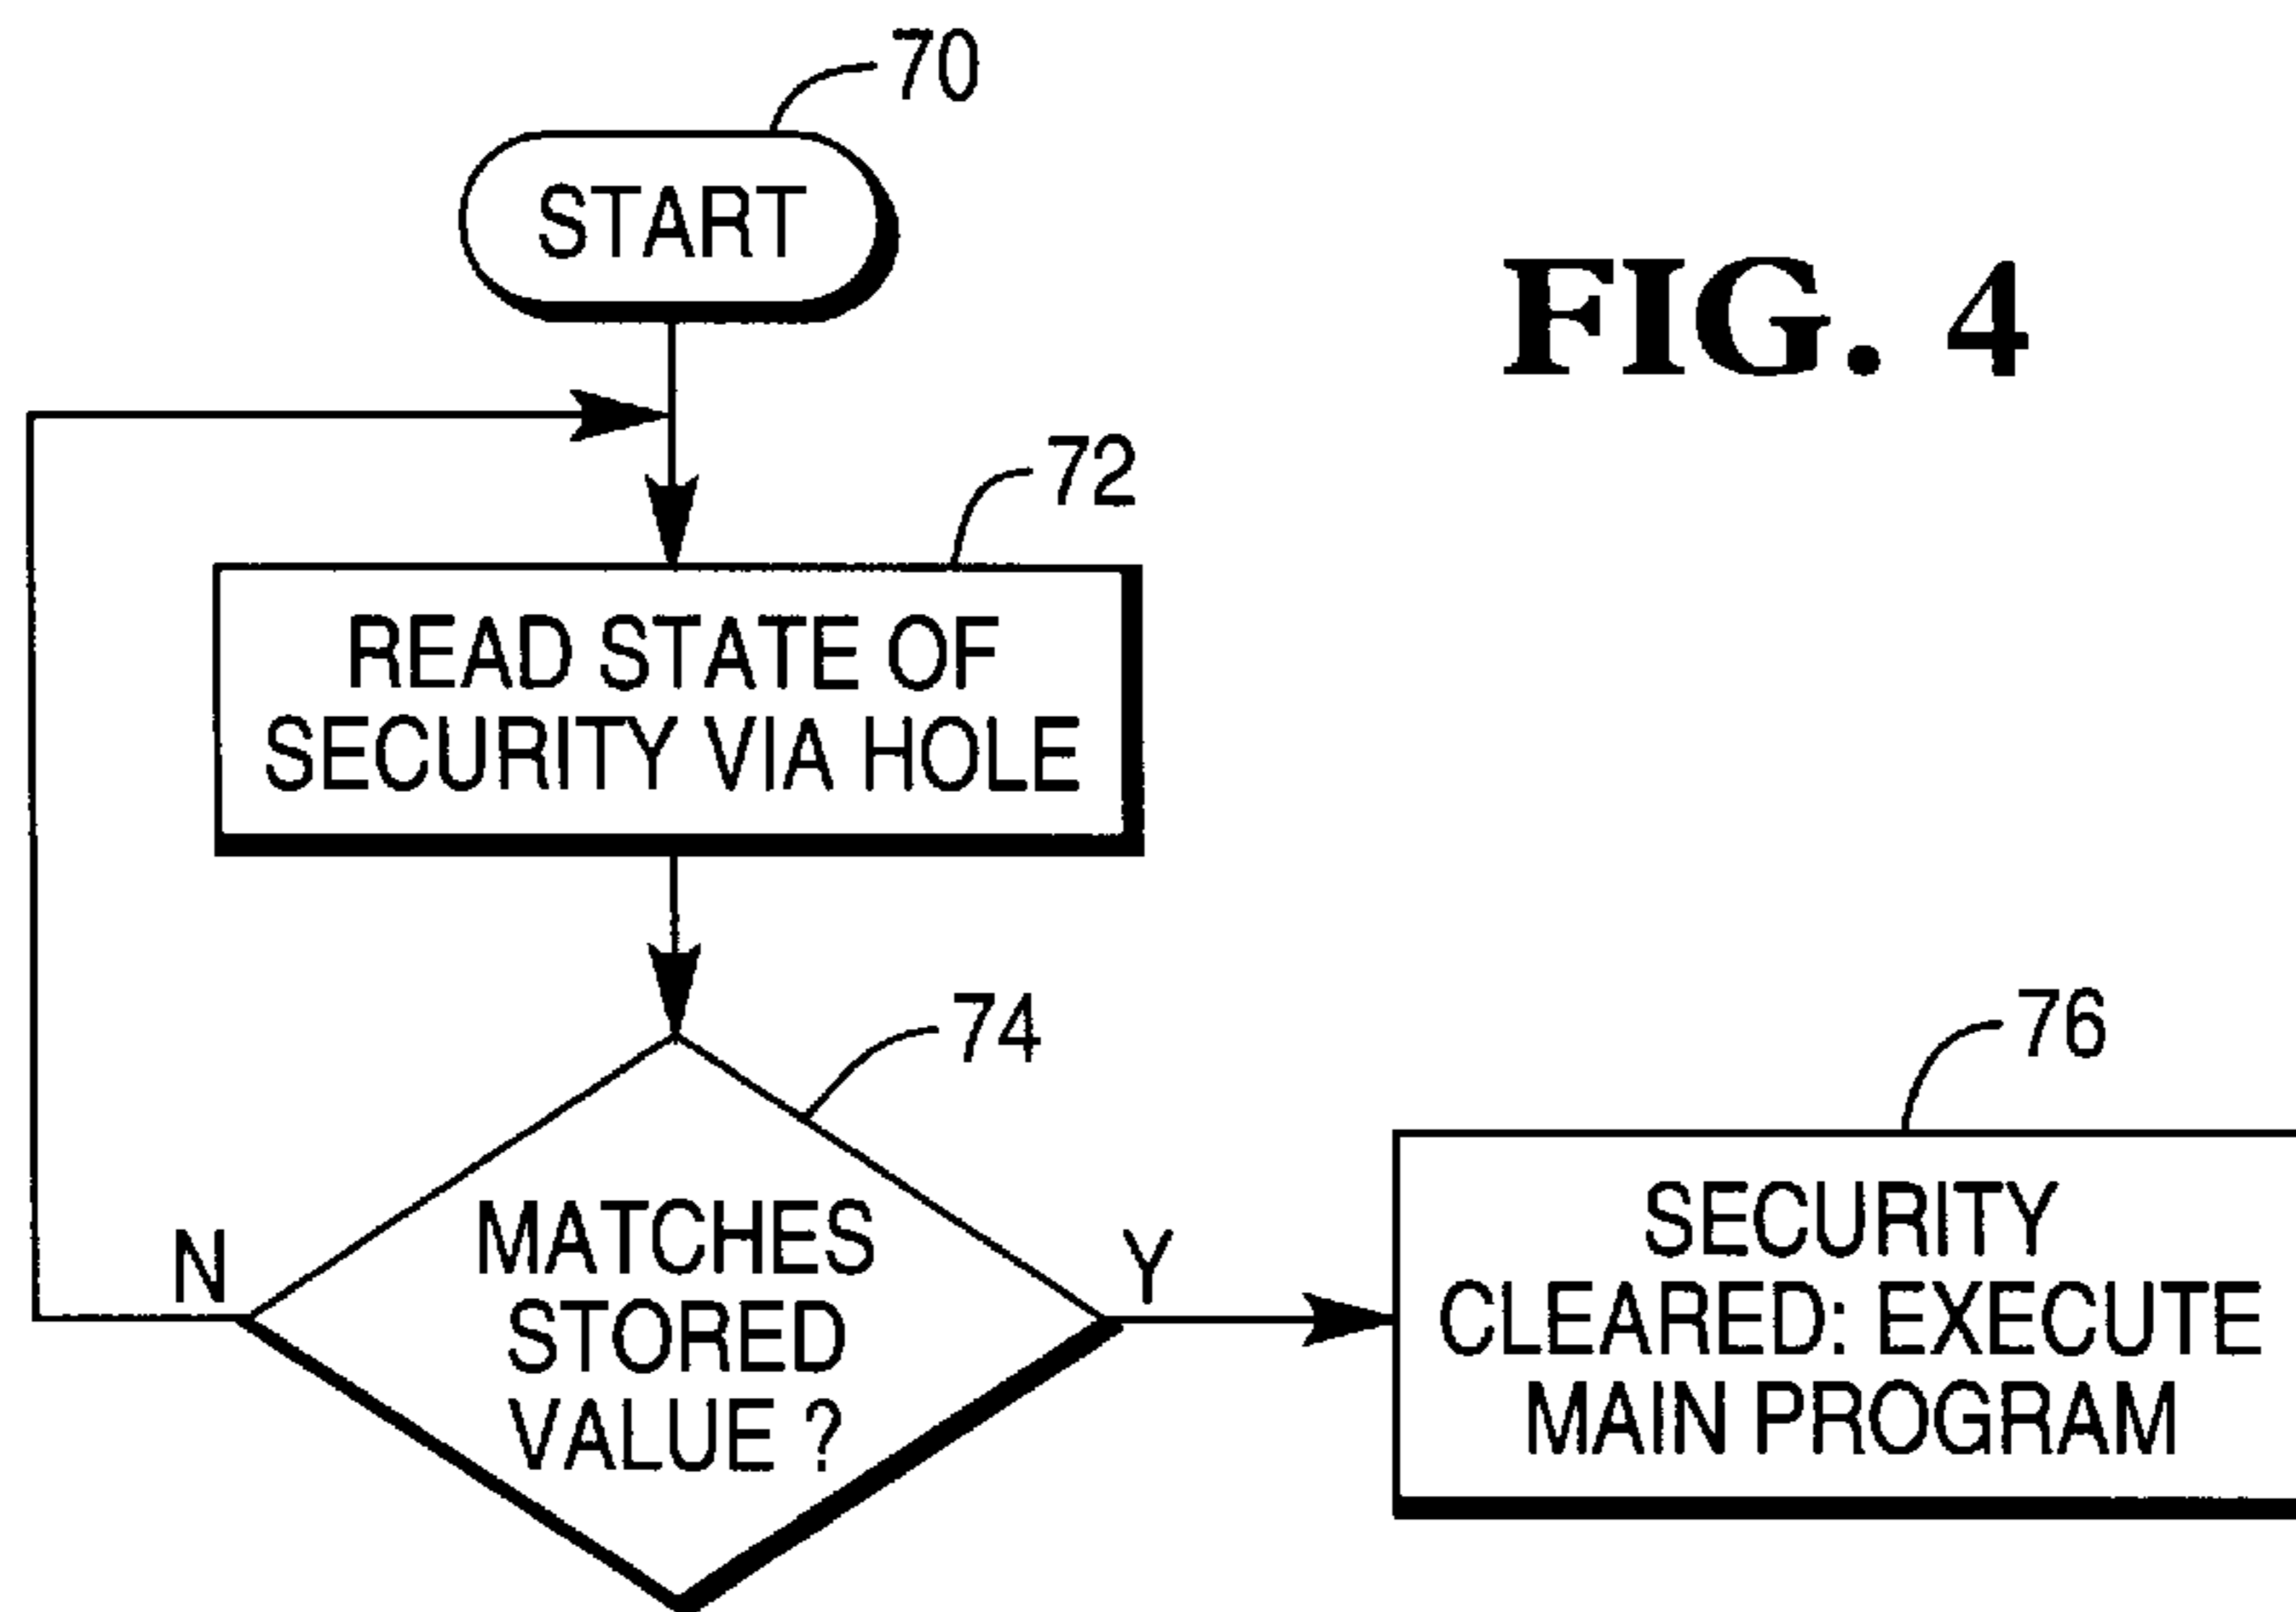 70
START
FIG. 4
72
READ STATE OF
SECURITY VIA HOLE
74
MATCHES
STORED
VALUE ?
N
Y
76
SECURITY
CLEARED: EXECUTE
MAIN PROGRAM